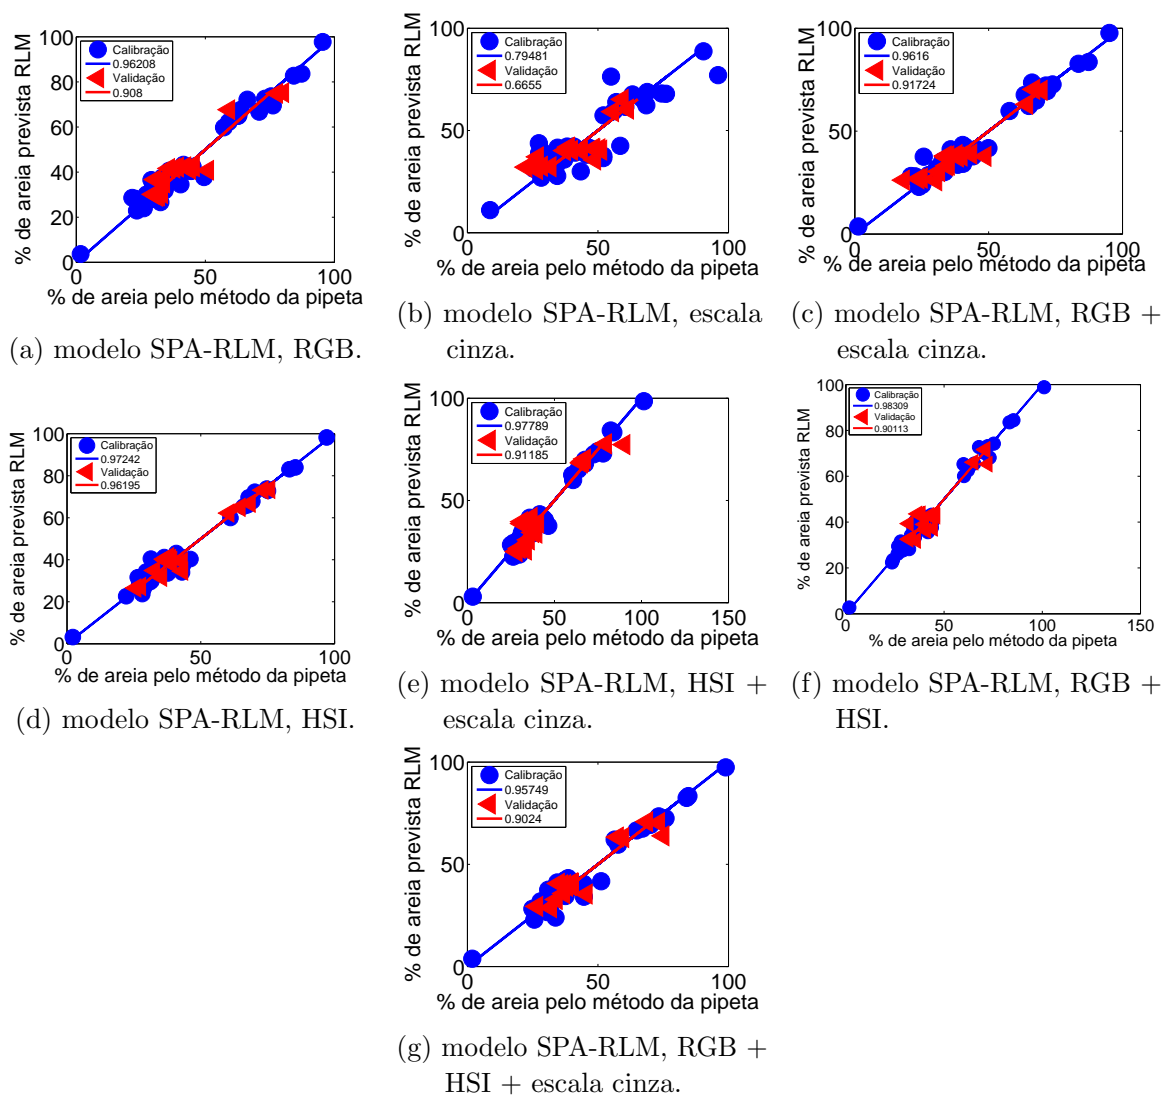 % de areia prevista RLM
100
80
60
40
20
0
0
50
100
Calibração
0.96208
Validação
0.908
% de areia pelo método da pipeta
(a) modelo SPA-RLM, RGB.
% de areia prevista RLM
100
50
0
0
50
100
Calibração
0.79481
Validação
0.6655
% de areia pelo método da pipeta
(b) modelo SPA-RLM, escala
cinza.
% de areia prevista RLM
100
80
60
40
20
0
0
50
100
Calibração
0.9616
Validação
0.91724
% de areia pelo método da pipeta
(c) modelo SPA-RLM, RGB +
escala cinza.
% de areia prevista RLM
100
80
60
40
20
0
0
50
100
Calibração
0.97242
Validação
0.96195
% de areia pelo método da pipeta
(d) modelo SPA-RLM, HSI.
% de areia prevista RLM
100
50
0
0
50
100
150
Calibração
0.97789
Validação
0.91185
% de areia pelo método da pipeta
(e) modelo SPA-RLM, HSI +
escala cinza.
% de areia prevista RLM
100
80
60
40
20
0
0
50
100
150
Calibração
0.98309
Validação
0.90113
% de areia pelo método da pipeta
(f) modelo SPA-RLM, RGB +
HSI.
% de areia prevista RLM
100
50
0
0
50
100
Calibração
0.95749
Validação
0.9024
% de areia pelo método da pipeta
(g) modelo SPA-RLM, RGB +
HSI + escala cinza.